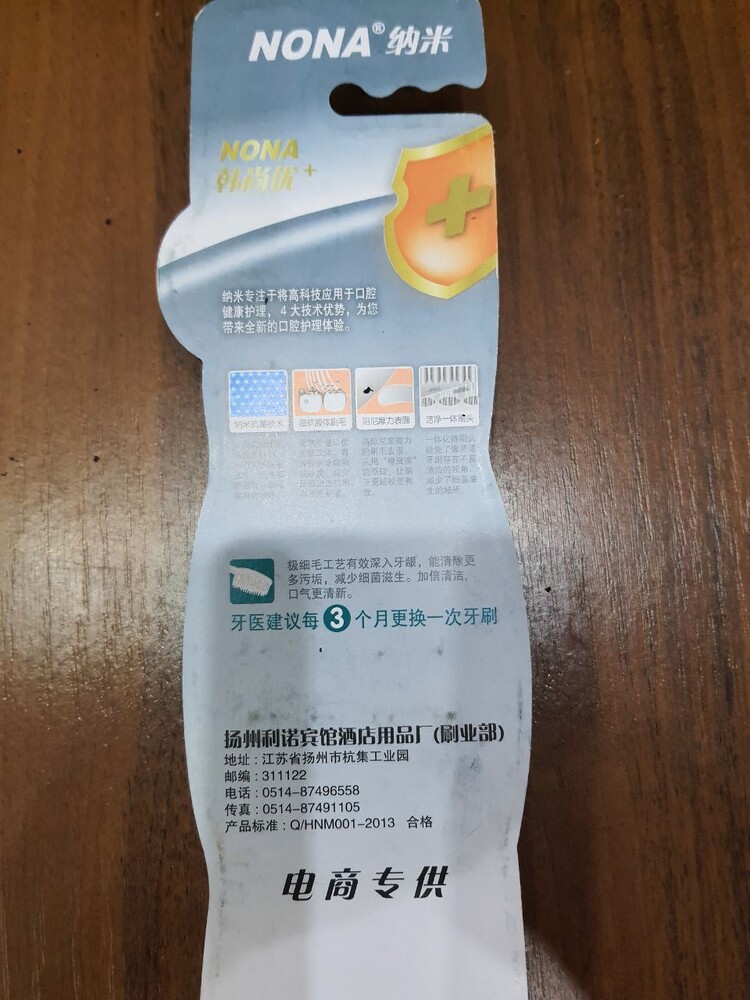 NONA® 纳米
NONA
韩尚优+
纳米专注于将高科技应用于口腔
健康护理，4大技术优势，为您
带来全新的口腔护理体验。
纳米抗菌技术 超软胶体刷毛 阻尼摩力表面 洁净一体刷头
极细毛工艺有效深入牙龈，能清除更
多污垢，减少细菌滋生。加倍清洁，
口气更清新。
牙医建议每3个月更换一次牙刷
扬州利诺宾馆酒店用品厂(刷业部)
地址：江苏省扬州市杭集工业园
邮编：311122
电话：0514-87496558
传真：0514-87491105
产品标准：Q/HNM001-2013 合格
电商专供